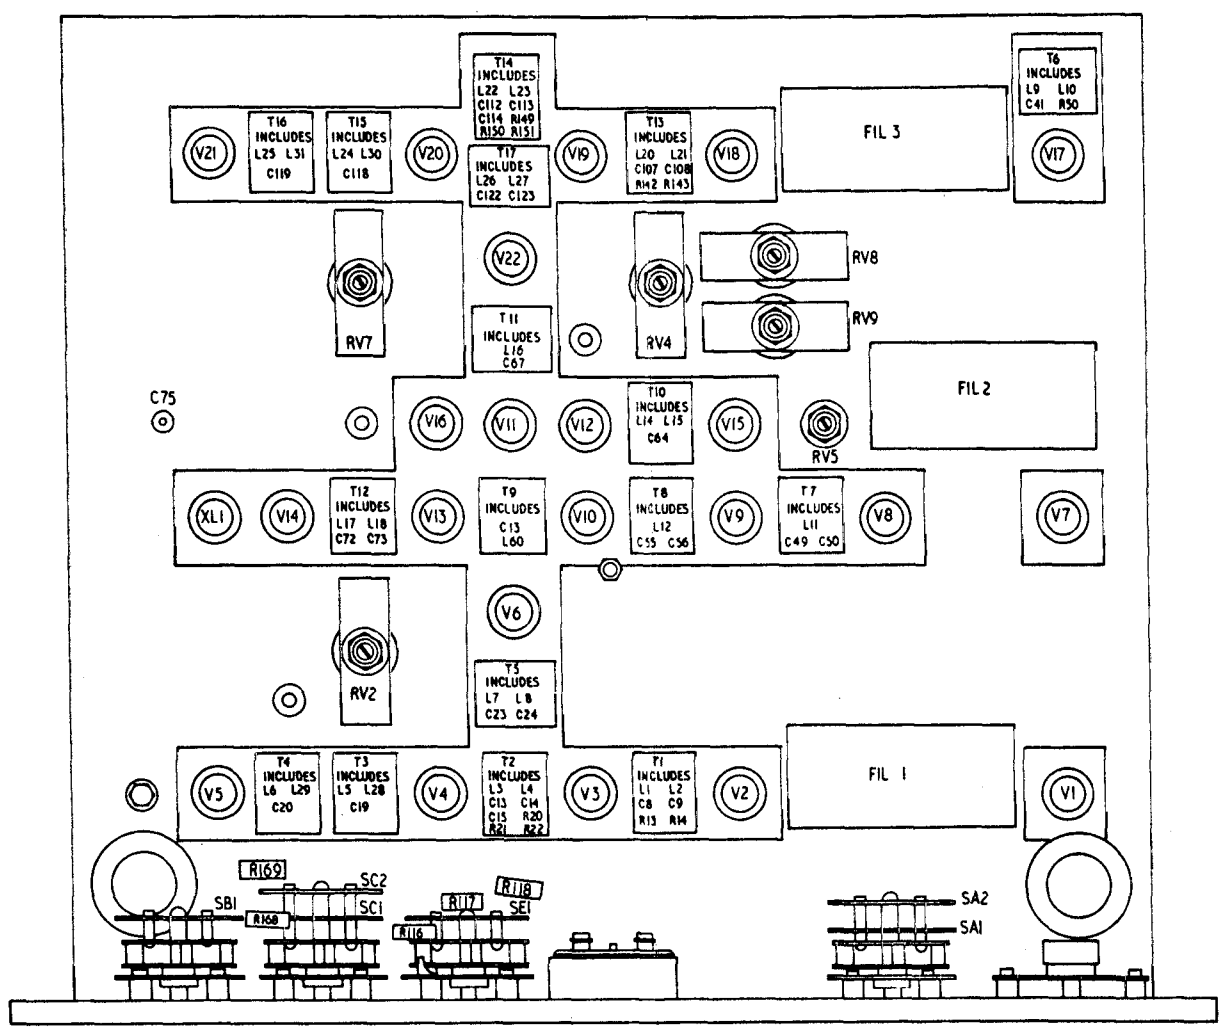 T14
INCLUDES
L22 L23
C112 C113
C114 R149
R150 R151
T6
INCLUDES
L9 L10
C41 R50
V21
T16
INCLUDES
L25 L31
C119
T15
INCLUDES
L24 L30
C118
V20
T17
INCLUDES
L26 L27
C122 C123
V19
T13
INCLUDES
L20 L21
C107 C108
R142 R143
V18
FIL 3
V17
V22
RV8
RV7
T11
INCLUDES
L16
C67
RV4
RV9
C75
V16
V11
V12
T10
INCLUDES
L14 L15
C64
V15
RV5
FIL 2
XL1
V14
T12
INCLUDES
L17 L18
C72 C73
V13
T9
INCLUDES
C13
L60
V10
T8
INCLUDES
L12
C55 C56
V9
T7
INCLUDES
L11
C49 C50
V8
V7
V6
RV2
T5
INCLUDES
L7 L8
C23 C24
V5
T4
INCLUDES
L6 L29
C20
T3
INCLUDES
L5 L28
C19
V4
T2
INCLUDES
L3 L4
C13 C14
C15 R20
R21 R22
V3
T1
INCLUDES
L1 L2
C8 C9
R13 R14
V2
FIL 1
V1
R169
SC2
R118
SB1
R168
SC1
R117
SE1
R116
SA2
SA1